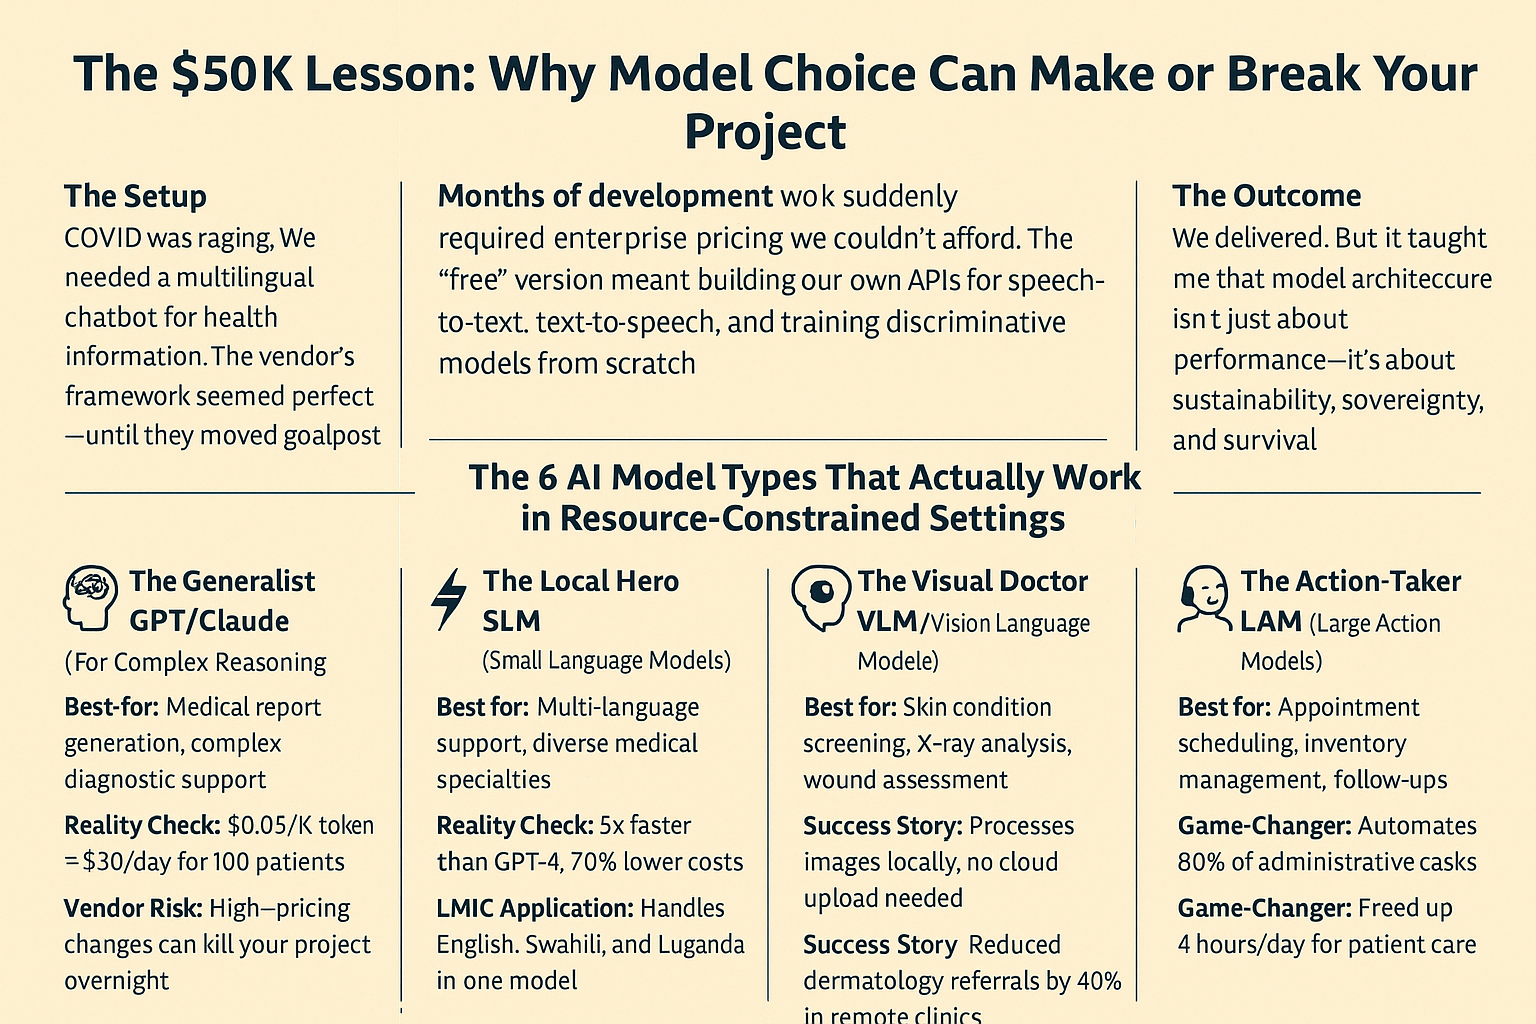 The $50K Lesson: Why Model Choice Can Make or Break Your
Project
The Setup
COVID was raging, We
needed a multilingual
chatbot for health
information. The vendor's
framework seemed perfect
—until they moved goalpost
Months of development wok suddenly
required enterprise pricing we couldn't afford. The
“free” version meant building our own APIs for speech-
to-text. text-to-speech, and training discriminative
models from scratch
The Outcome
We delivered. But it taught
me that model architeccure
isn t just about
performance—it's about
sustainability, sovereignty,
and survival
The 6 AI Model Types That Actually Work
in Resource-Constrained Settings
The Generalist
GPT/Claude
(For Complex Reasoning
Best-for: Medical report
generation, complex
diagnostic support
Reality Check: $0.05/K token
= $30/day for 100 patients
Vendor Risk: High–pricing
changes can kill your project
overnight
The Local Hero
SLM
(Small Language Models)
Best for: Multi-language
support, diverse medical
specialties
Reality Check: 5x faster
than GPT-4, 70% lower costs
LMIC Application: Handles
English. Swahili, and Luganda
in one model
The Visual Doctor
VLM/Vision Language
Modele)
Best for: Skin condition
screening, X-ray analysis,
wound assessment
Success Story: Processes
images locally, no cloud
upload needed
Success Story Reduced
dermatology referrals by 40%
in remote clinics
The Action-Taker
LAM (Large Action
Models)
Best for: Appointment
scheduling, inventory
management, follow-ups
Game-Changer: Automates
80% of administrative casks
Game-Changer: Freed up
4 hours/day for patient care